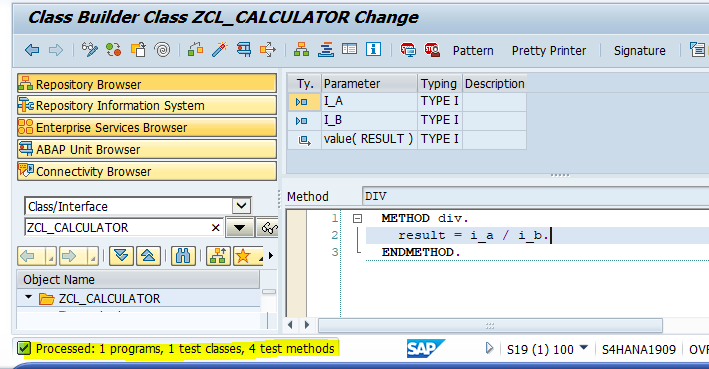 Class Builder Class ZCL_CALCULATOR Change
Pattern Pretty Printer Signature
Repository Browser
Repository Information System
Enterprise Services Browser
ABAP Unit Browser
Connectivity Browser
Class/Interface
ZCL_CALCULATOR
Object Name
ZCL_CALCULATOR
Ty. Parameter Typing Description
I_A TYPE I
I_B TYPE I
value( RESULT ) TYPE I
Method DIV
1 METHOD div.
2 result = i_a / i_b.
3 ENDMETHOD.
Processed: 1 programs, 1 test classes, 4 test methods
SAP
S19 (1) 100 S4HANA1909 OVR